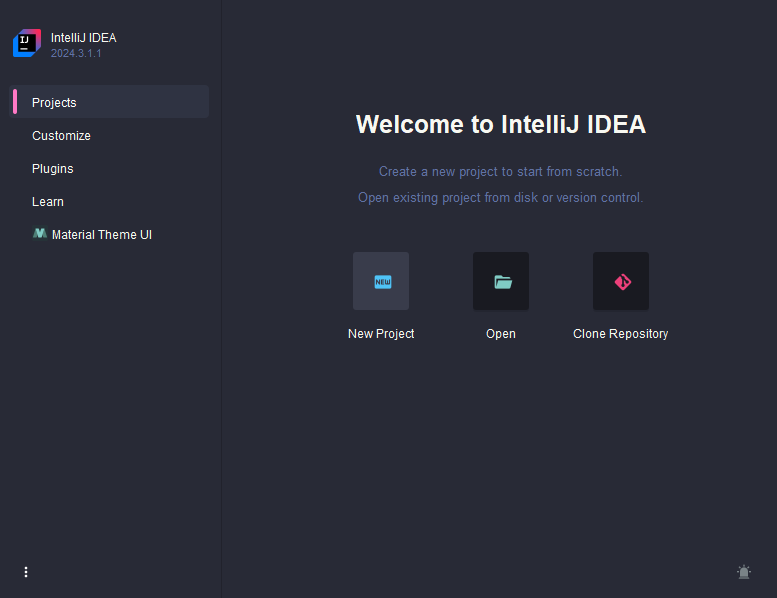 IJ
IntelliJ IDEA
2024.3.1.1
Projects
Customize
Plugins
Learn
Material Theme UI
Welcome to IntelliJ IDEA
Create a new project to start from scratch.
Open existing project from disk or version control.
NEW
New Project
Open
Clone Repository